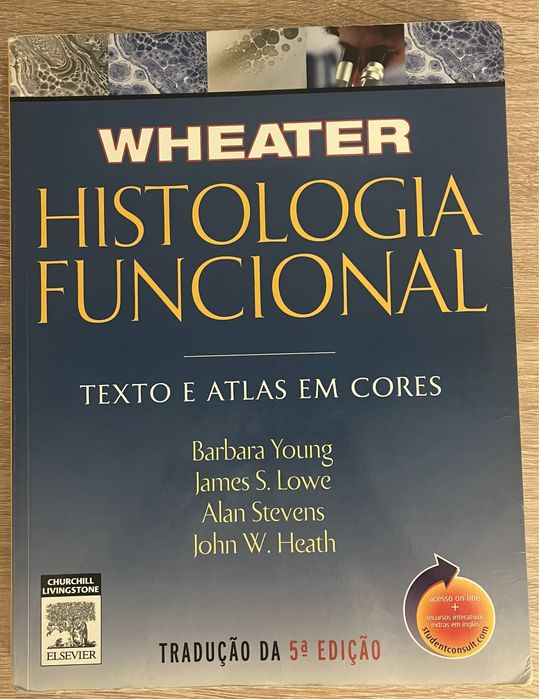 WHEATER
HISTOLOGIA
FUNCIONAL
TEXTO E ATLAS EM CORES
Barbara Young
James S. Lowe
Alan Stevens
John W. Heath
CHURCHILL
LIVINGSTONE
ELSEVIER
TRADUÇÃO DA 5ª EDIÇÃO
acesso on-line
+
recursos interativos
extras em inglês
studentconsult.com